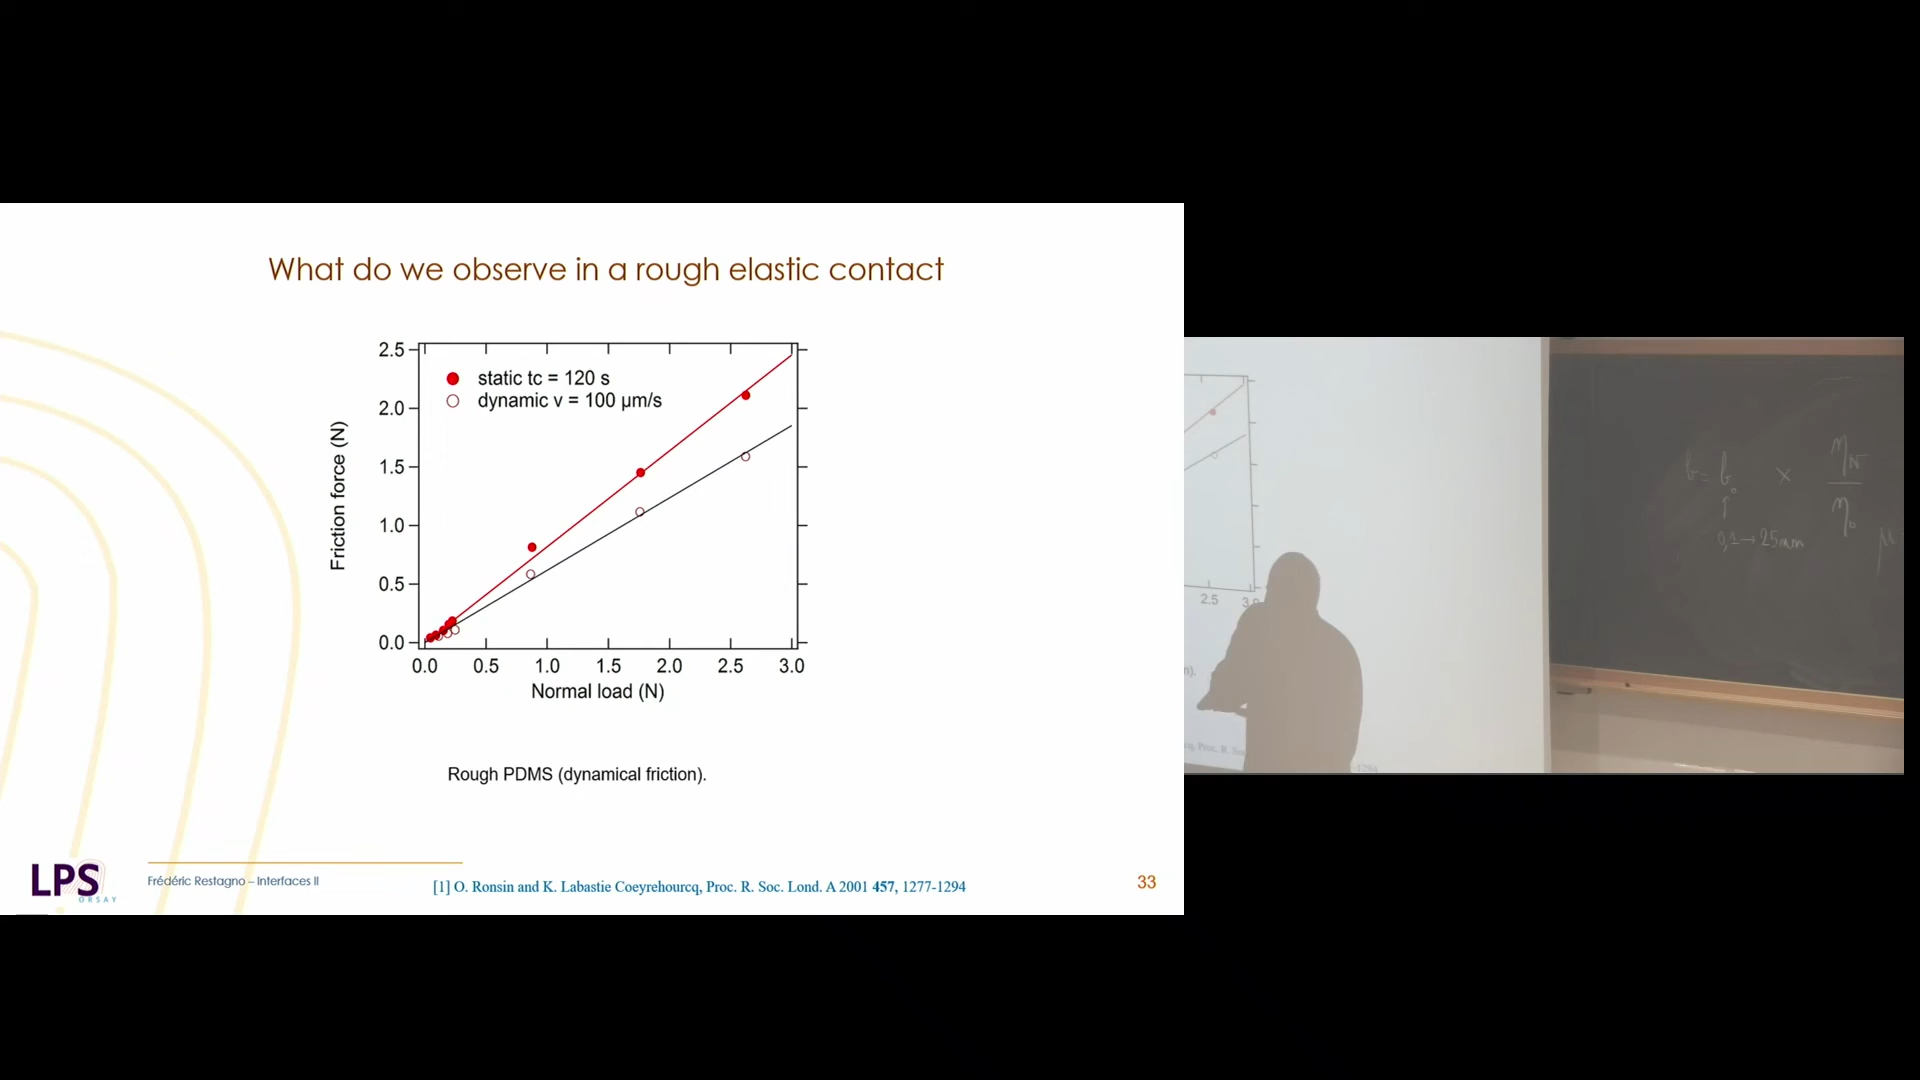 What do we observe in a rough elastic contact
2.5
2.0
1.5
1.0
0.5
0.0
Friction force (N)
static tc = 120 s
dynamic v = 100 µm/s
0.0 0.5 1.0 1.5 2.0 2.5 3.0
Normal load (N)
Rough PDMS (dynamical friction).
LPS
ORSAY
Frédéric Restagno – Interfaces II
[1] O. Ronsin and K. Labastie Coeyrehourcq, Proc. R. Soc. Lond. A 2001 457, 1277-1294
33
2.5